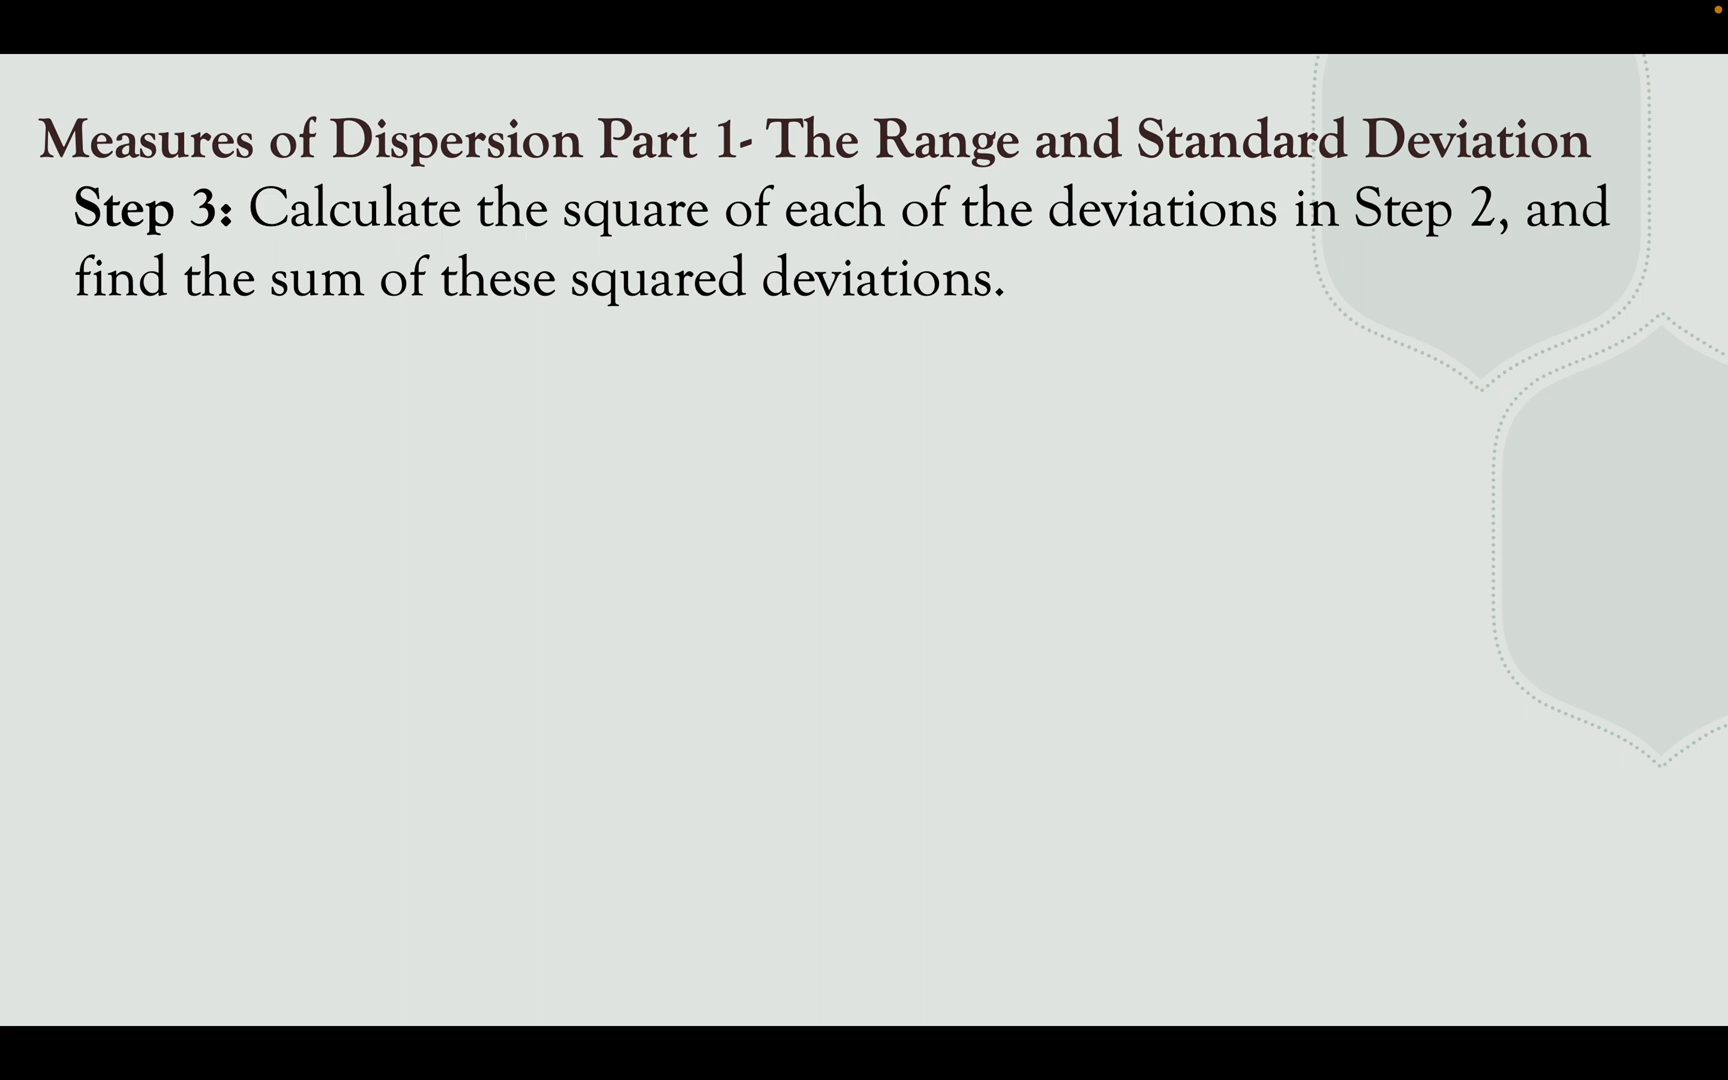 Measures of Dispersion Part 1- The Range and Standard Deviation
Step 3: Calculate the square of each of the deviations in Step 2, and
find the sum of these squared deviations.